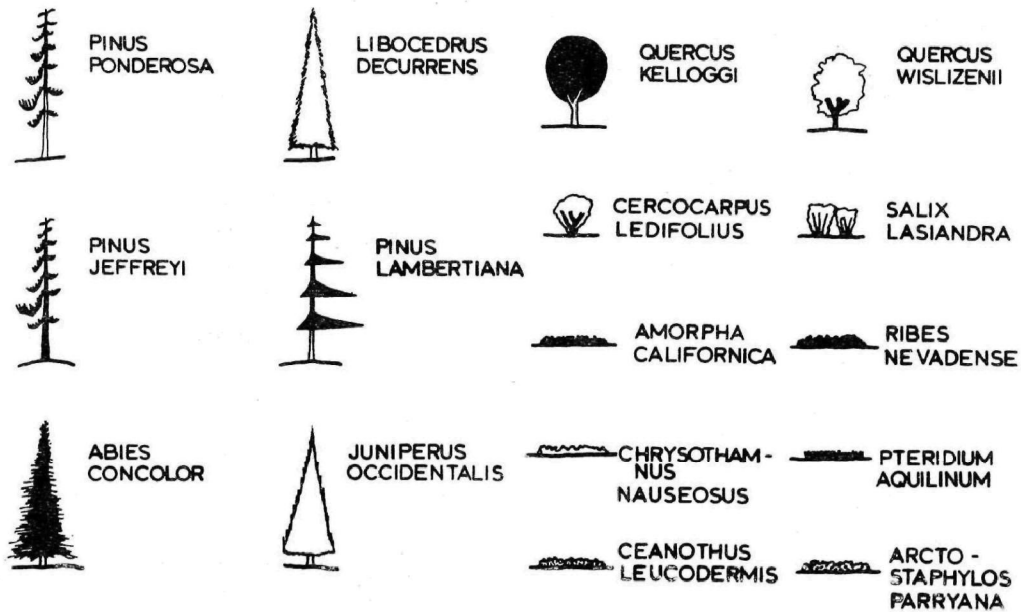 PINUS
PONDEROSA
LIBOCEDRUS
DECURRENS
QUERCUS
KELLOGGI
QUERCUS
WISLIZENII
CERCOCARPUS
LEDIFOLIUS
SALIX
LASIANDRA
PINUS
JEFFREYI
PINUS
LAMBERTIANA
AMORPHA
CALIFORNICA
RIBES
NEVADENSE
ABIES
CONCOLOR
JUNIPERUS
OCCIDENTALIS
CHRYSOTHAM-
NUS
NAUSEOSUS
PTERIDIUM
AQUILINUM
CEANOTHUS
LEUCODERMIS
ARCTO-
STAPHYLOS
PARRYANA